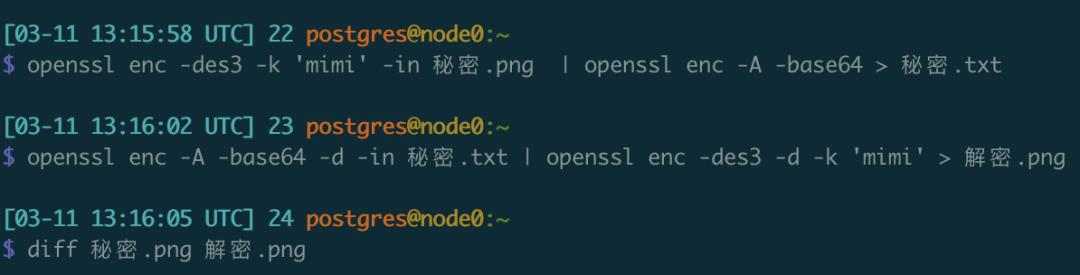 [03-11 13:15:58 UTC] 22 postgres@node0:~
$ openssl enc -des3 -k 'mimi' -in 秘密.png  | openssl enc -A -base64 > 秘密.txt
[03-11 13:16:02 UTC] 23 postgres@node0:~
$ openssl enc -A -base64 -d -in 秘密.txt | openssl enc -des3 -d -k 'mimi' > 解密.png
[03-11 13:16:05 UTC] 24 postgres@node0:~
$ diff 秘密.png 解密.png